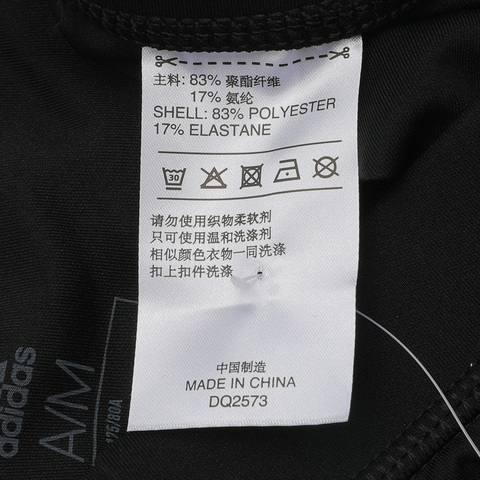 主料: 83% 聚酯纤维
17% 氨纶
SHELL: 83% POLYESTER
17% ELASTANE
30
请勿使用织物柔软剂
只可使用温和洗涤剂
相似颜色衣物一同洗涤
扣上扣件洗涤
中国制造
MADE IN CHINA
DQ2573
adidas
A/M
175/80A